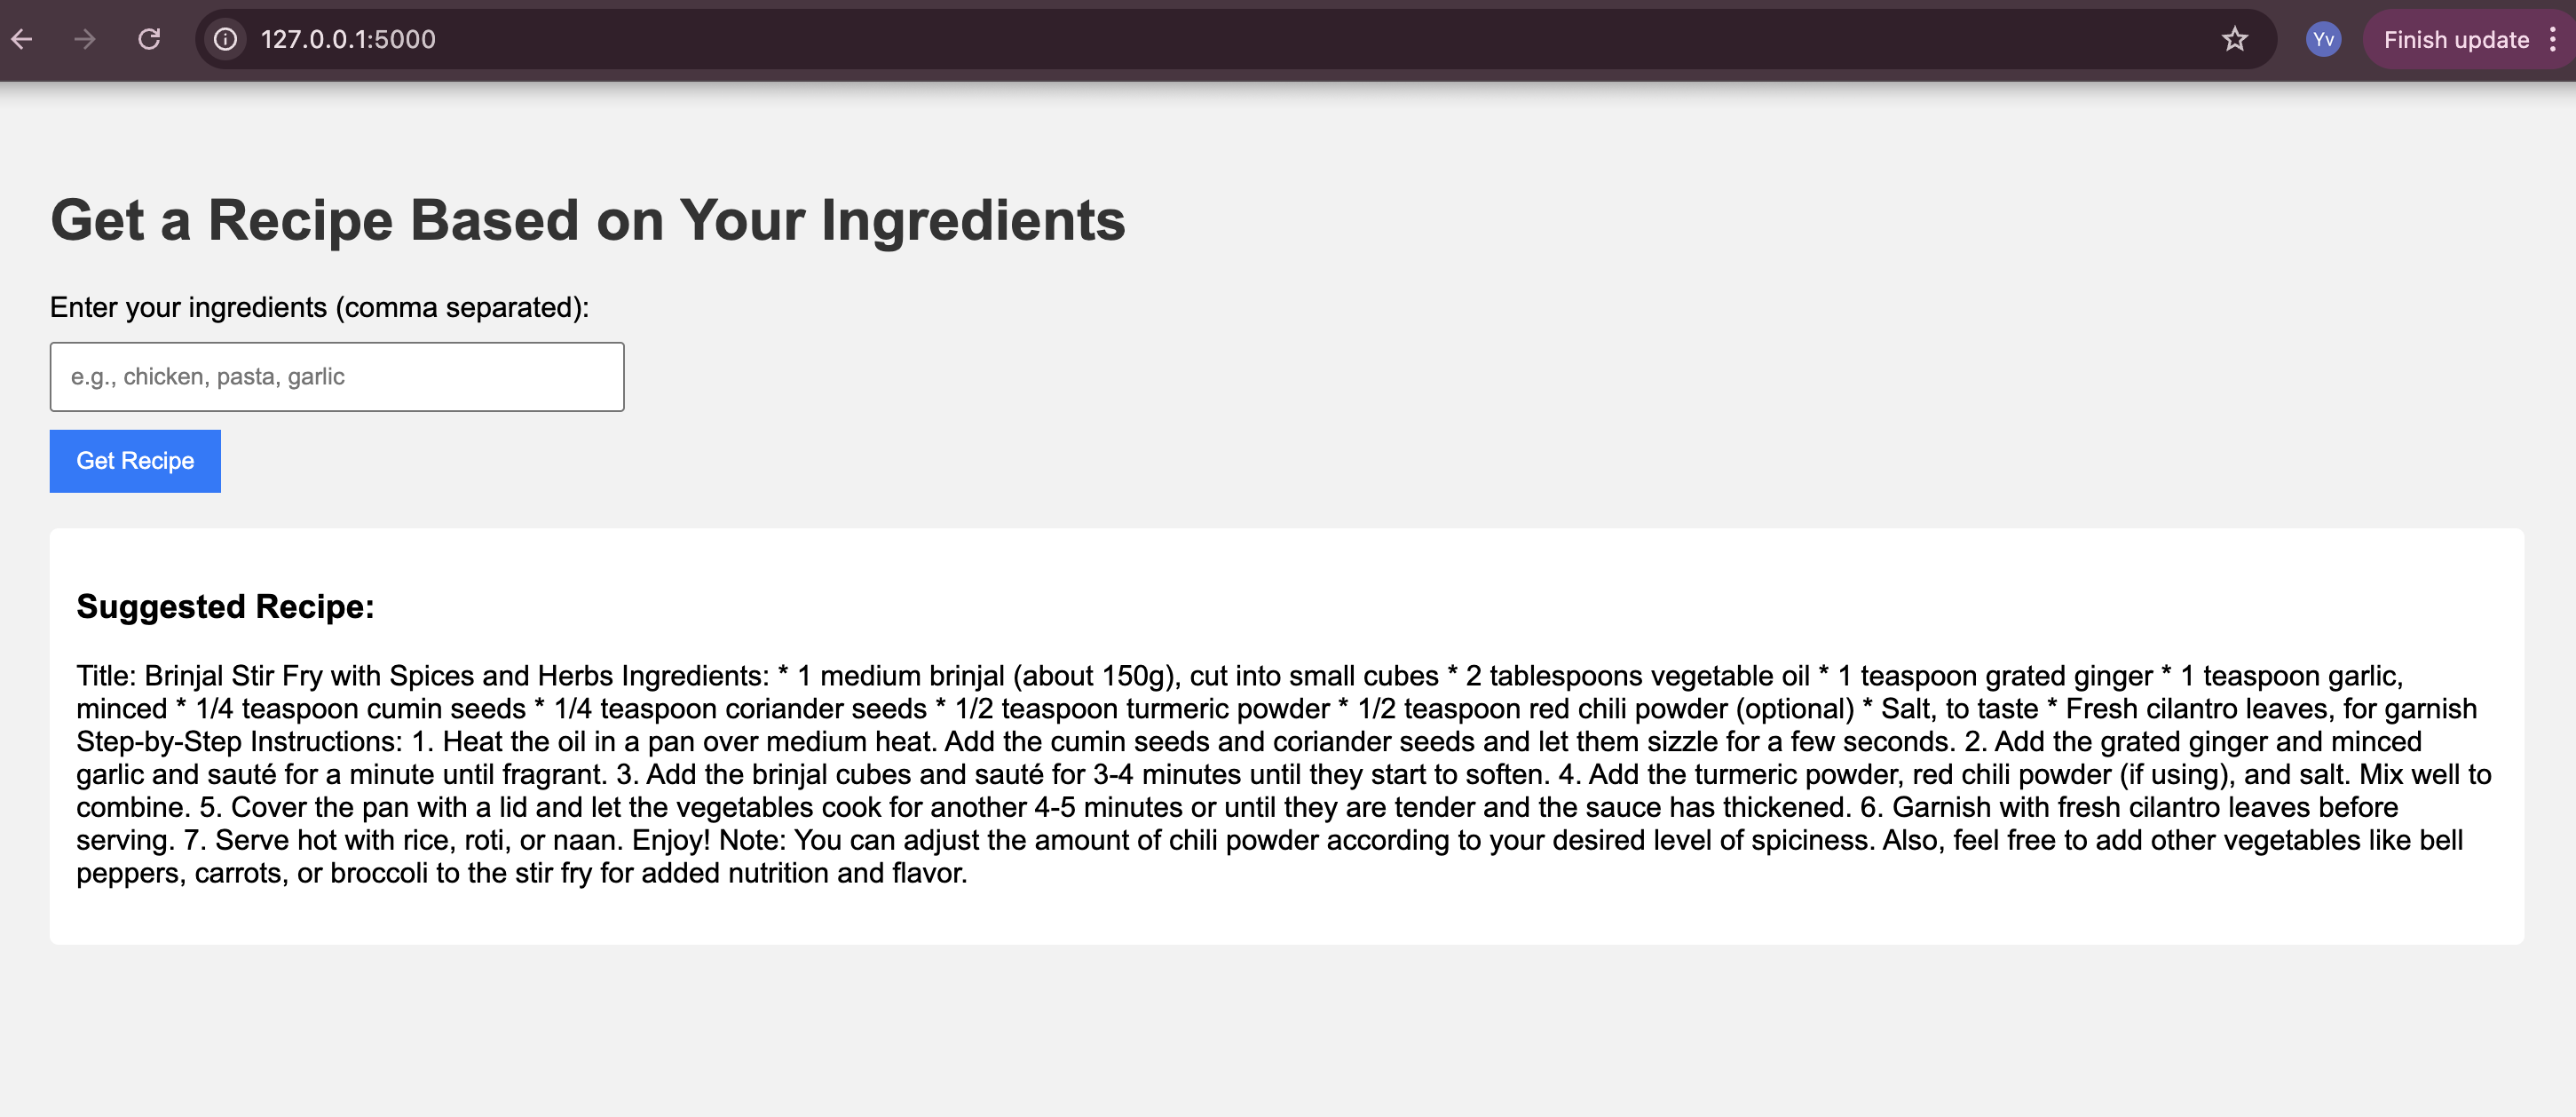 127.0.0.1:5000
Yv
Finish update
Get a Recipe Based on Your Ingredients
Enter your ingredients (comma separated):
e.g., chicken, pasta, garlic
Get Recipe
Suggested Recipe:
Title: Brinjal Stir Fry with Spices and Herbs Ingredients: * 1 medium brinjal (about 150g), cut into small cubes * 2 tablespoons vegetable oil * 1 teaspoon grated ginger * 1 teaspoon garlic,
minced * 1/4 teaspoon cumin seeds * 1/4 teaspoon coriander seeds * 1/2 teaspoon turmeric powder * 1/2 teaspoon red chili powder (optional) * Salt, to taste * Fresh cilantro leaves, for garnish
Step-by-Step Instructions: 1. Heat the oil in a pan over medium heat. Add the cumin seeds and coriander seeds and let them sizzle for a few seconds. 2. Add the grated ginger and minced
garlic and sauté for a minute until fragrant. 3. Add the brinjal cubes and sauté for 3-4 minutes until they start to soften. 4. Add the turmeric powder, red chili powder (if using), and salt. Mix well to
combine. 5. Cover the pan with a lid and let the vegetables cook for another 4-5 minutes or until they are tender and the sauce has thickened. 6. Garnish with fresh cilantro leaves before
serving. 7. Serve hot with rice, roti, or naan. Enjoy! Note: You can adjust the amount of chili powder according to your desired level of spiciness. Also, feel free to add other vegetables like bell
peppers, carrots, or broccoli to the stir fry for added nutrition and flavor.